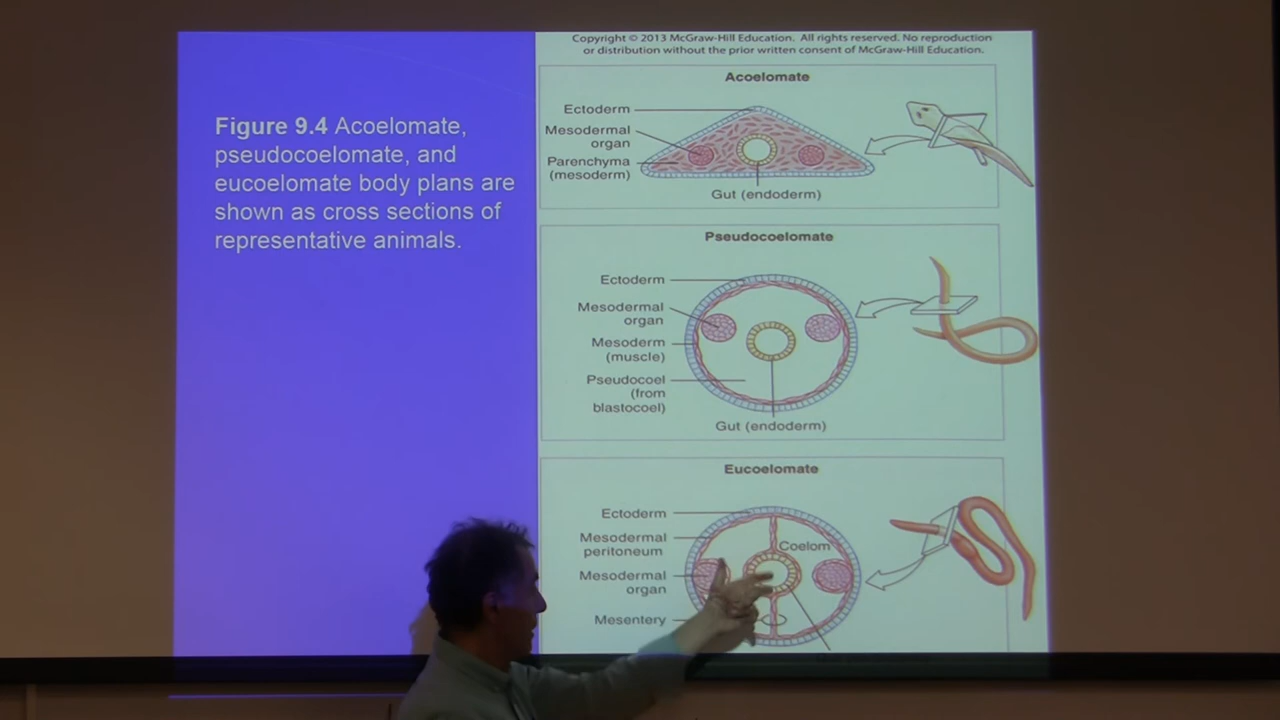 Copyright © 2013 McGraw-Hill Education. All rights reserved. No reproduction
or distribution without the prior written consent of McGraw-Hill Education.
Figure 9.4 Acoelomate,
pseudocoelomate, and
eucoelomate body plans are
shown as cross sections of
representative animals.
Acoelomate
Ectoderm
Mesodermal
organ
Parenchyma
(mesoderm)
Gut (endoderm)
Pseudocoelomate
Ectoderm
Mesodermal
organ
Mesoderm
(muscle)
Pseudocoel
(from
blastocoel)
Gut (endoderm)
Eucoelomate
Ectoderm
Mesodermal
peritoneum
Coelom
Mesodermal
organ
Mesentery